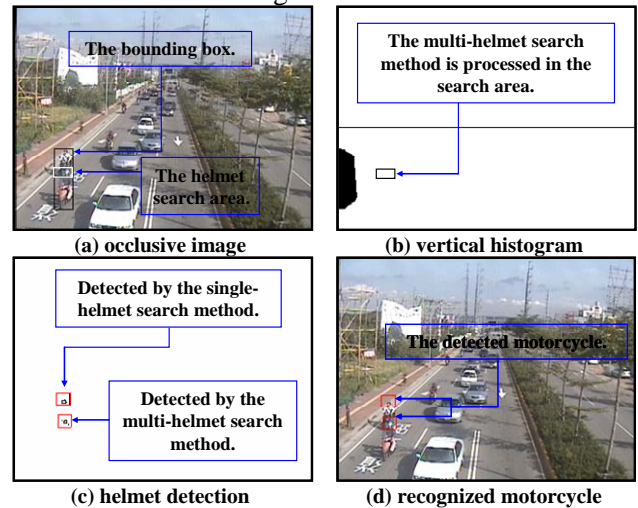 The bounding box.
The helmet
search area.
(a) occlusive image
The multi-helmet search
method is processed in the
search area.
(b) vertical histogram
Detected by the single-
helmet search method.
Detected by the
multi-helmet search
method.
(c) helmet detection
The detected motorcycle.
(d) recognized motorcycle